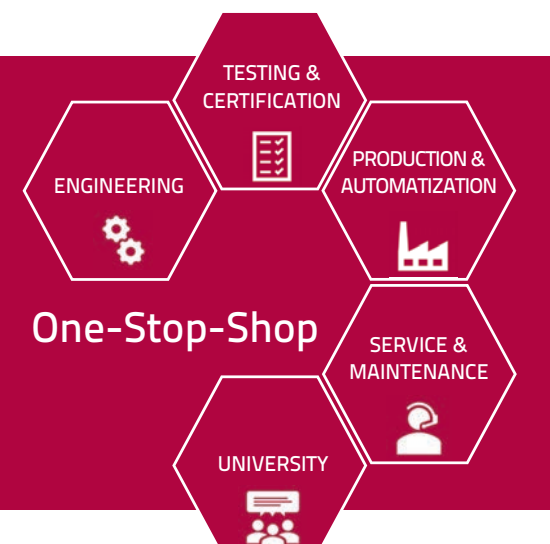 TESTING &
CERTIFICATION
ENGINEERING
PRODUCTION &
AUTOMATIZATION
One-Stop-Shop
SERVICE &
MAINTENANCE
UNIVERSITY